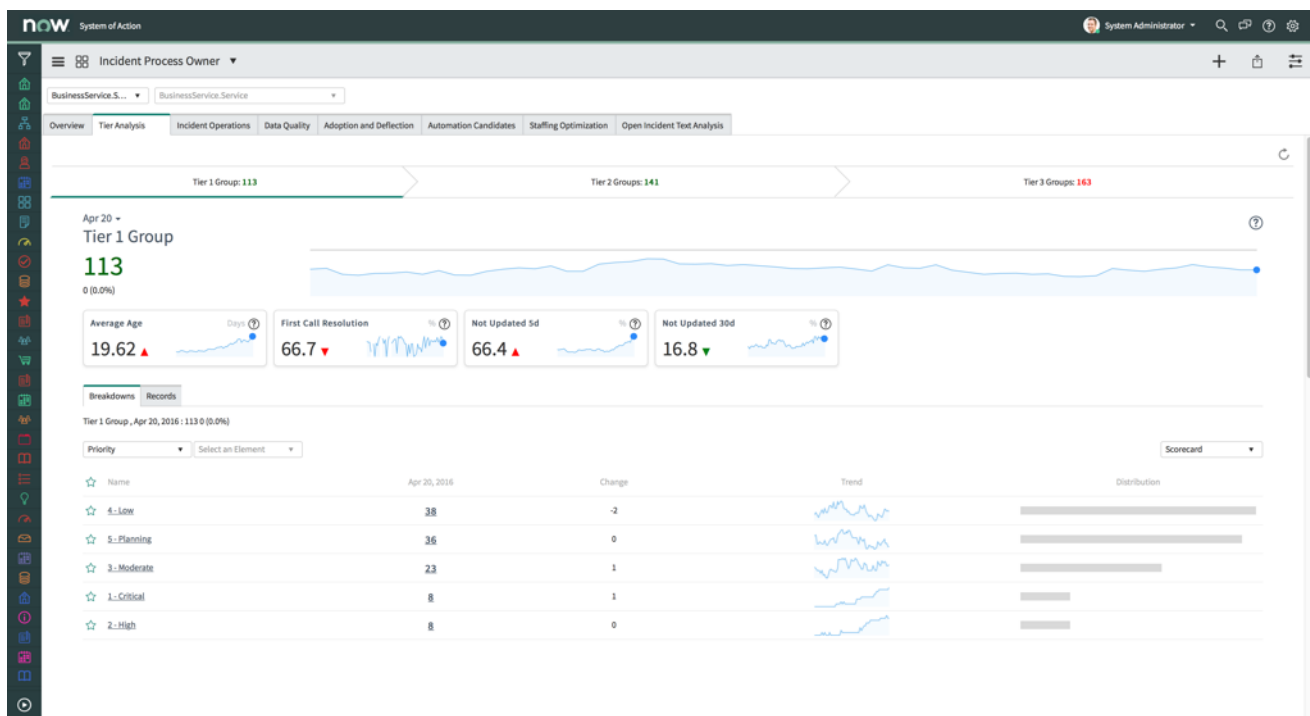 now System of Action
System Administrator
Incident Process Owner
BusinessService.S... BusinessService.Service
Overview Tier Analysis Incident Operations Data Quality Adoption and Deflection Automation Candidates Staffing Optimization Open Incident Text Analysis
Tier 1 Group: 113 Tier 2 Groups: 141 Tier 3 Groups: 163
Apr 20
Tier 1 Group
113
0 (0.0%)
Average Age Days First Call Resolution % Not Updated 5d % Not Updated 30d %
19.62 66.7 66.4 16.8
Breakdowns Records
Tier 1 Group , Apr 20, 2016 : 113 0 (0.0%)
Priority Select an Element Scorecard
Name Apr 20, 2016 Change Trend Distribution
4 - Low 38 -2
5 - Planning 36 0
3 - Moderate 23 1
1 - Critical 8 1
2 - High 8 0